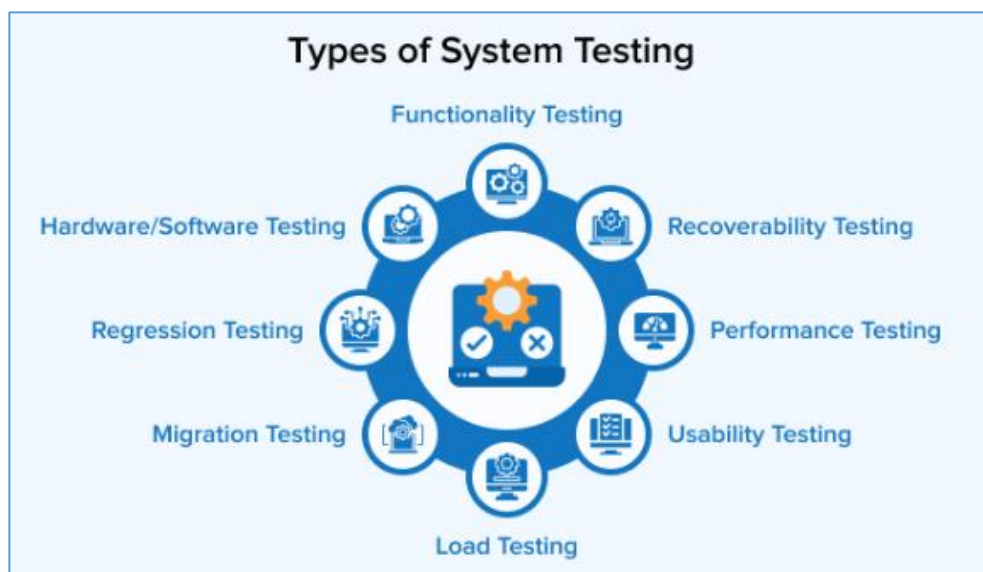 Types of System Testing
Functionality Testing
Hardware/Software Testing
Recoverability Testing
Regression Testing
Performance Testing
Migration Testing
Usability Testing
Load Testing